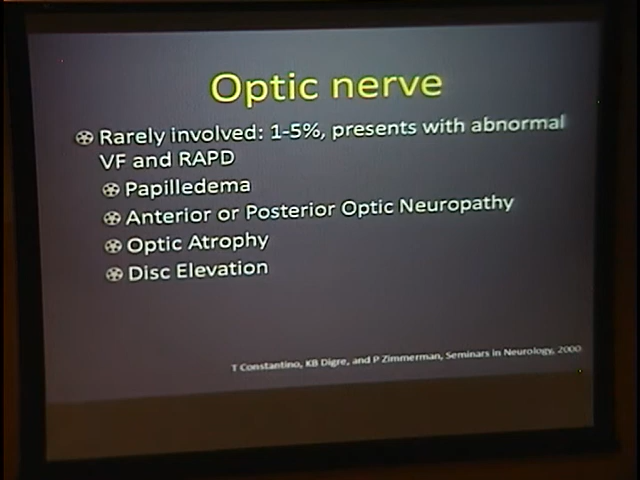 Optic nerve
Rarely involved: 1-5%, presents with abnormal
VF and RAPD
Papilledema
Anterior or Posterior Optic Neuropathy
Optic Atrophy
Disc Elevation
T Constantino, KB Digre, and P Zimmerman, Seminars in Neurology, 2000